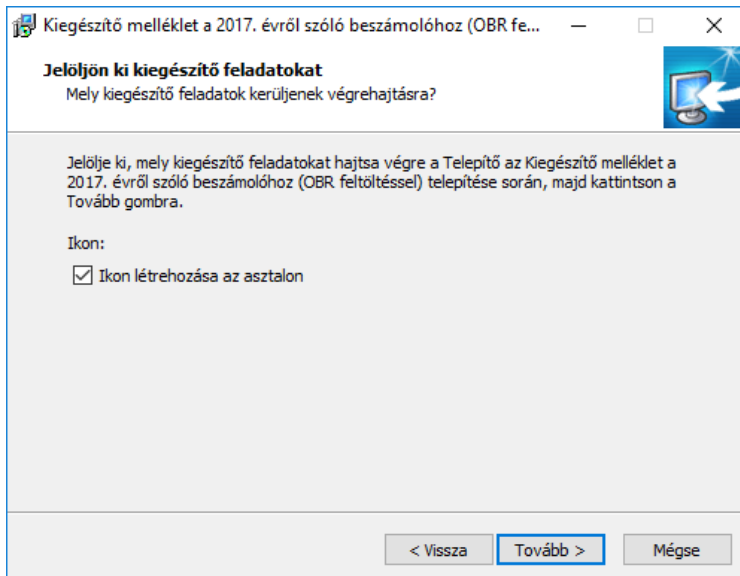 Kiegészítő melléklet a 2017. évről szóló beszámolóhoz (OBR fe...
Jelöljön ki kiegészítő feladatokat
Mely kiegészítő feladatok kerüljenek végrehajtásra?
Jelölje ki, mely kiegészítő feladatokat hajtsa végre a Telepítő az Kiegészítő melléklet a
2017. évről szóló beszámolóhoz (OBR feltöltéssel) telepítése során, majd kattintson a
Tovább gombra.
Ikon:
Ikon létrehozása az asztalon
< Vissza
Tovább >
Mégse